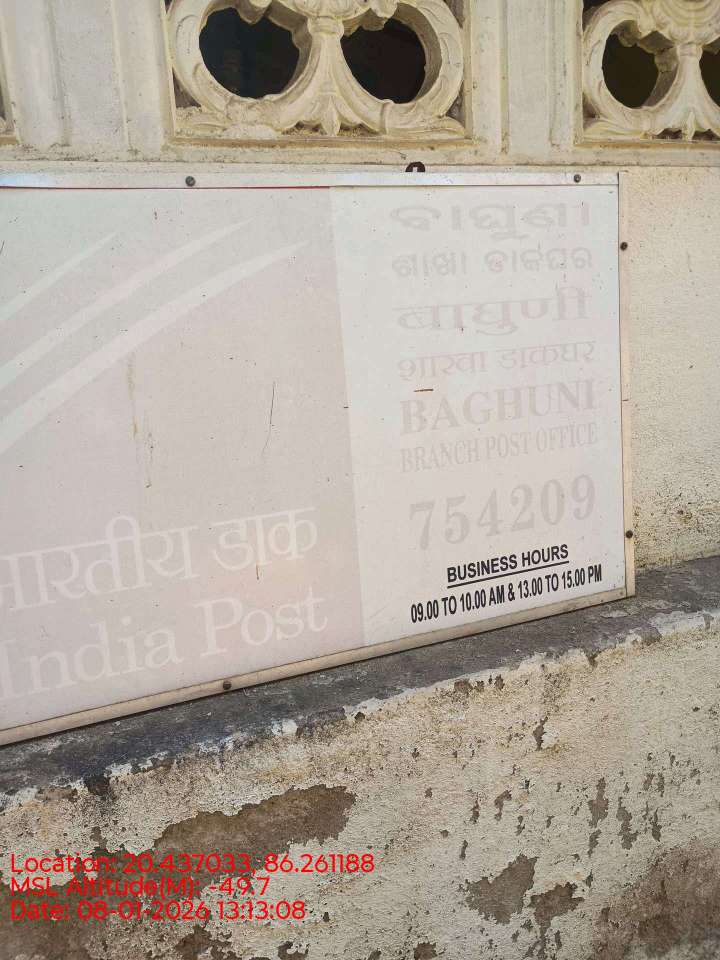 ବାଘୁଣୀ
ଶାଖା ଡାକଘର
बाघुणी
शाखा डाकघर
BAGHUNI
BRANCH POST OFFICE
754209
BUSINESS HOURS
09.00 TO 10.00 AM & 13.00 TO 15.00 PM
भारतीय डाक
India Post
Location: 20.437033, 86.261188
MSL Altitude(M): -49.7
Date: 08-01-2026 13:13:08